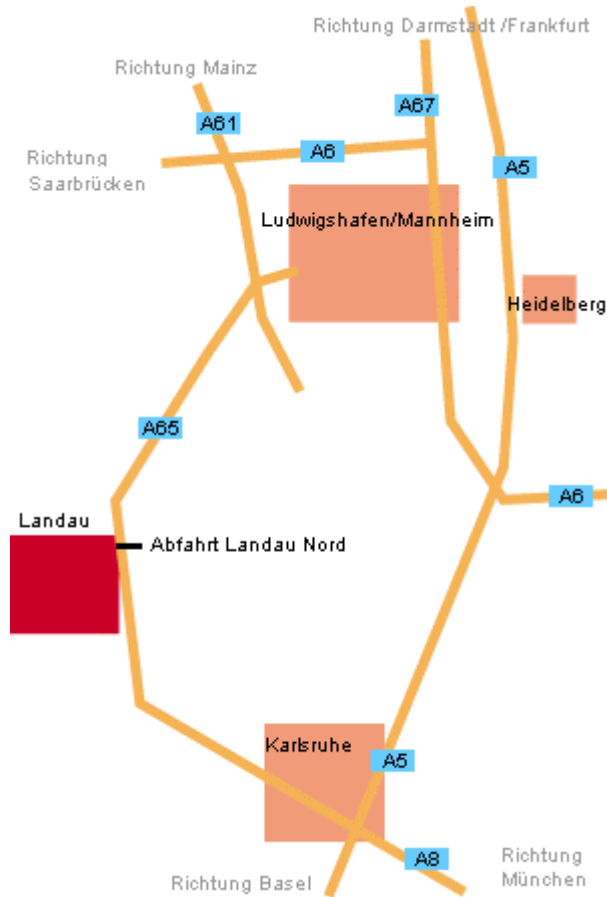 Richtung Darmstadt /Frankfurt
Richtung Mainz
A67
A61
A6
Richtung
Saarbrücken
A5
Ludwigshafen/Mannheim
Heidelberg
A65
A6
Landau
Abfahrt Landau Nord
Karlsruhe
A5
A8
Richtung
München
Richtung Basel